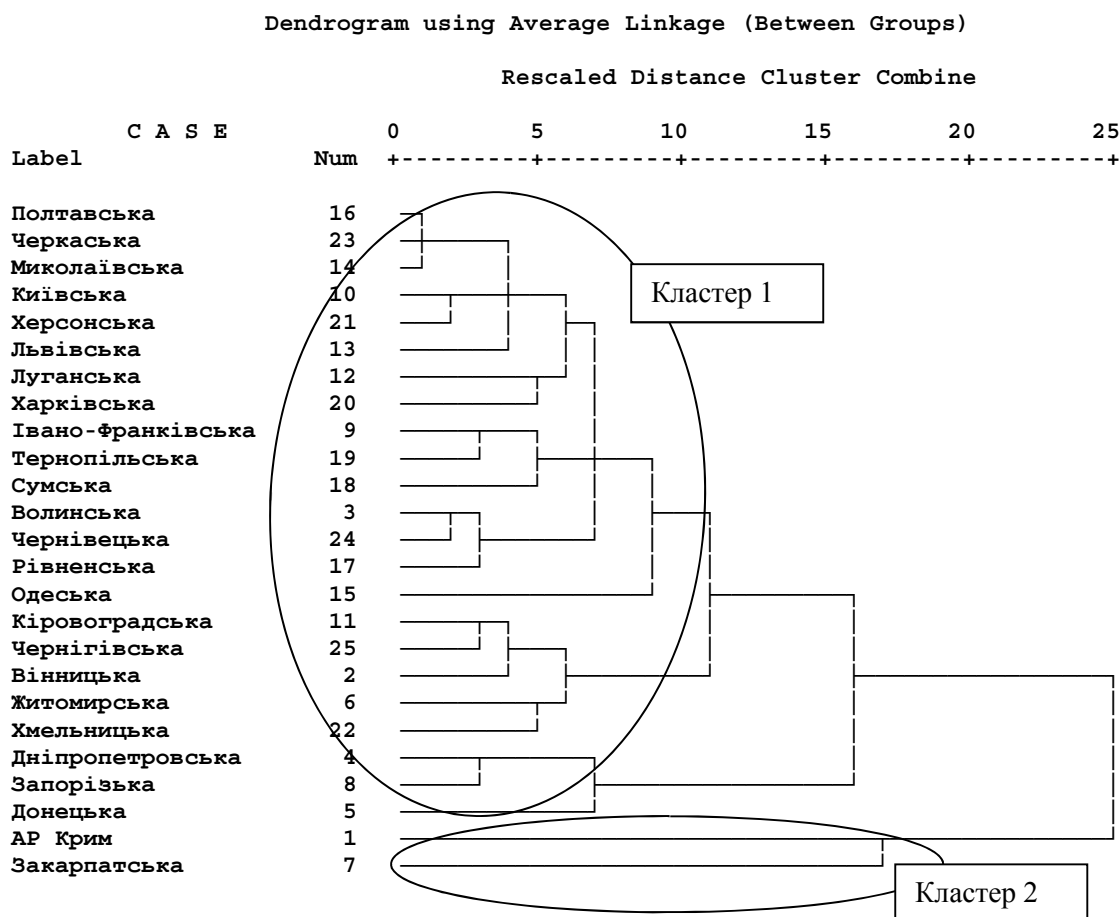 Dendrogram using Average Linkage (Between Groups)
Rescaled Distance Cluster Combine
C A S E 0 5 10 15 20 25
Label Num +---------+---------+---------+---------+---------+
Полтавська 16
Черкаська 23
Миколаївська 14
Київська 10
Херсонська 21
Львівська 13
Луганська 12
Харківська 20
Івано-Франківська 9
Тернопільська 19
Сумська 18
Волинська 3
Чернівецька 24
Рівненська 17
Одеська 15
Кіровоградська 11
Чернігівська 25
Вінницька 2
Житомирська 6
Хмельницька 22
Дніпропетровська 4
Запорізька 8
Донецька 5
АР Крим 1
Закарпатська 7
Кластер 1
Кластер 2